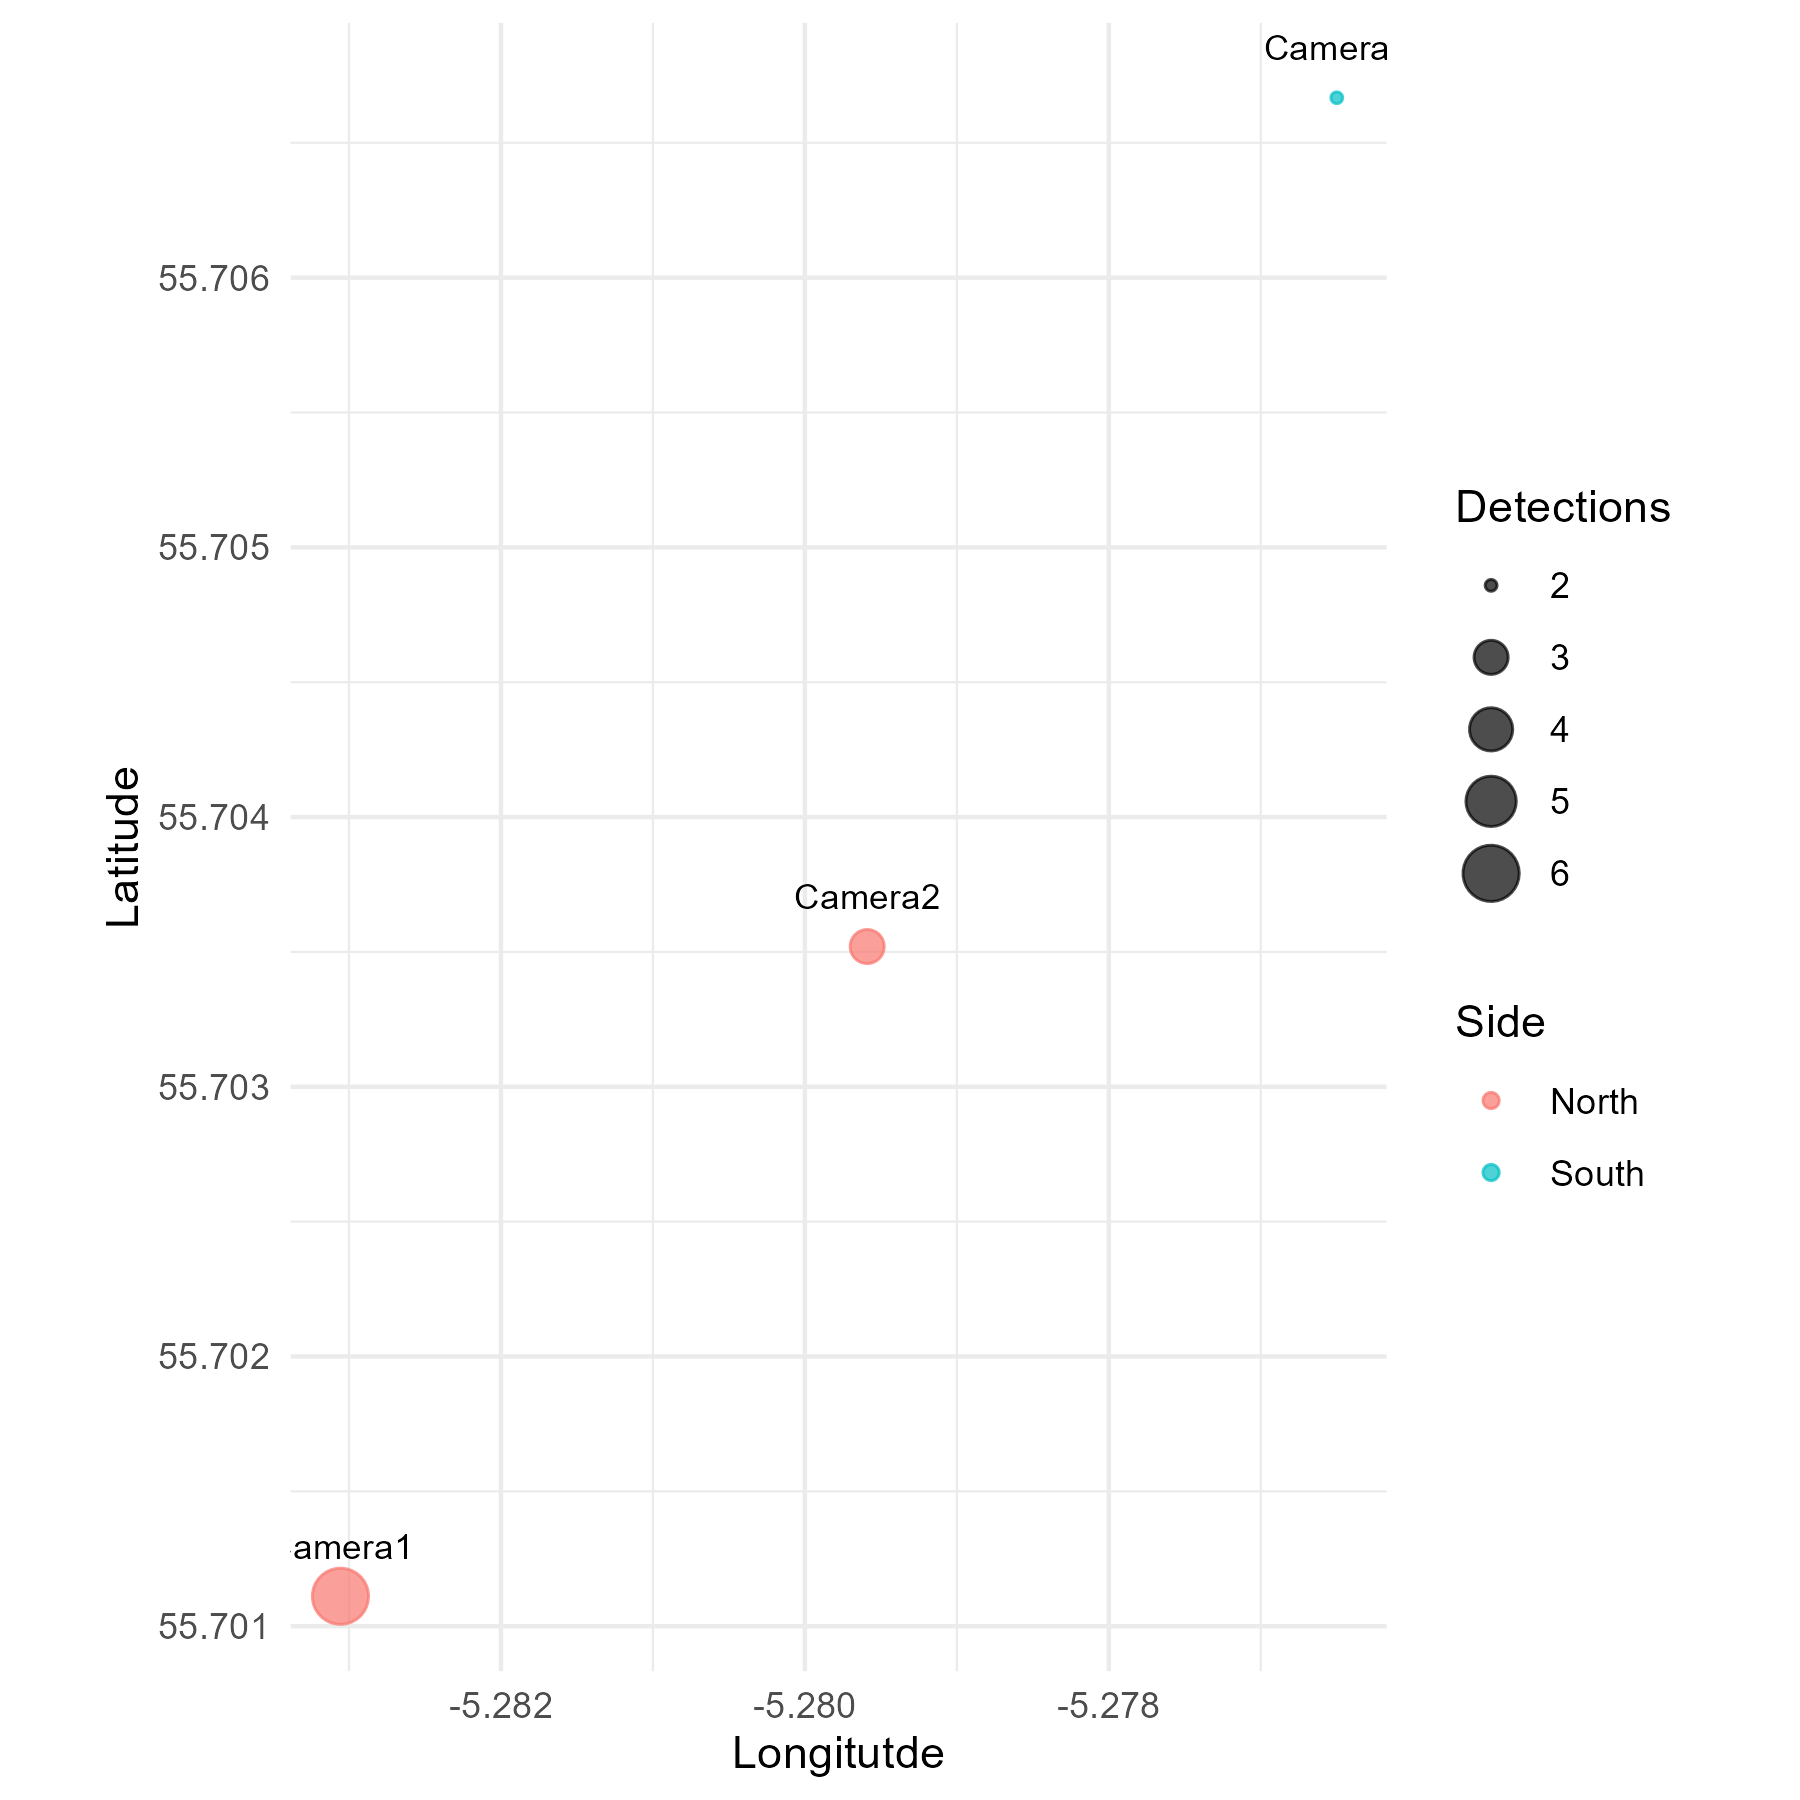 Camera
55.706
55.705
55.704
55.703
55.702
55.701
Latitude
Camera2
amera1
-5.282 -5.280 -5.278
Longitutde
Detections
2
3
4
5
6
Side
North
South